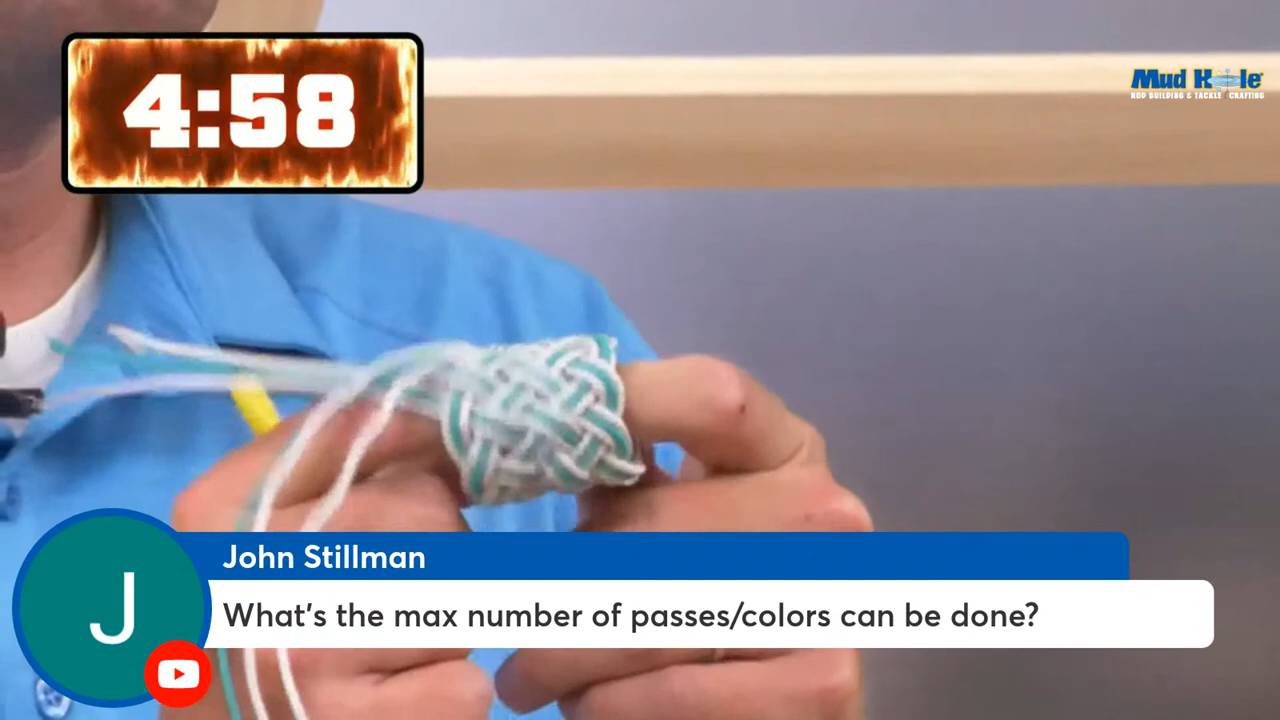 4:58
Mud Hole
ROD BUILDING & TACKLE CRAFTING
John Stillman
J
What's the max number of passes/colors can be done?